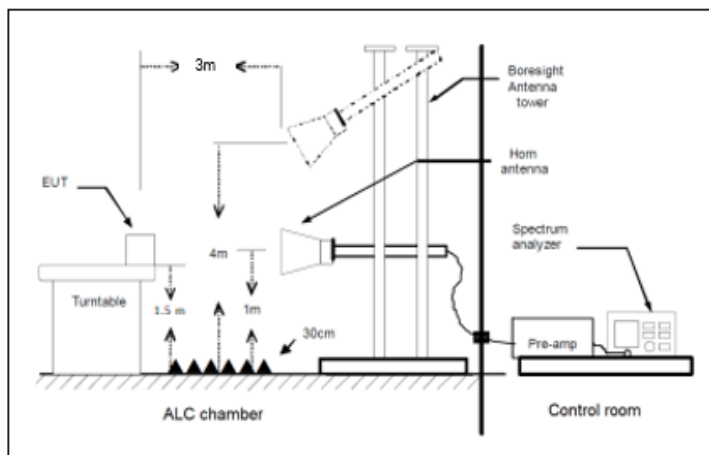 3m
Boresight
Antenna
tower
EUT
Horn
antenna
Spectrum
analyzer
4m
Turntable
1.5 m
1m
30cm
Pre-amp
ALC chamber
Control room